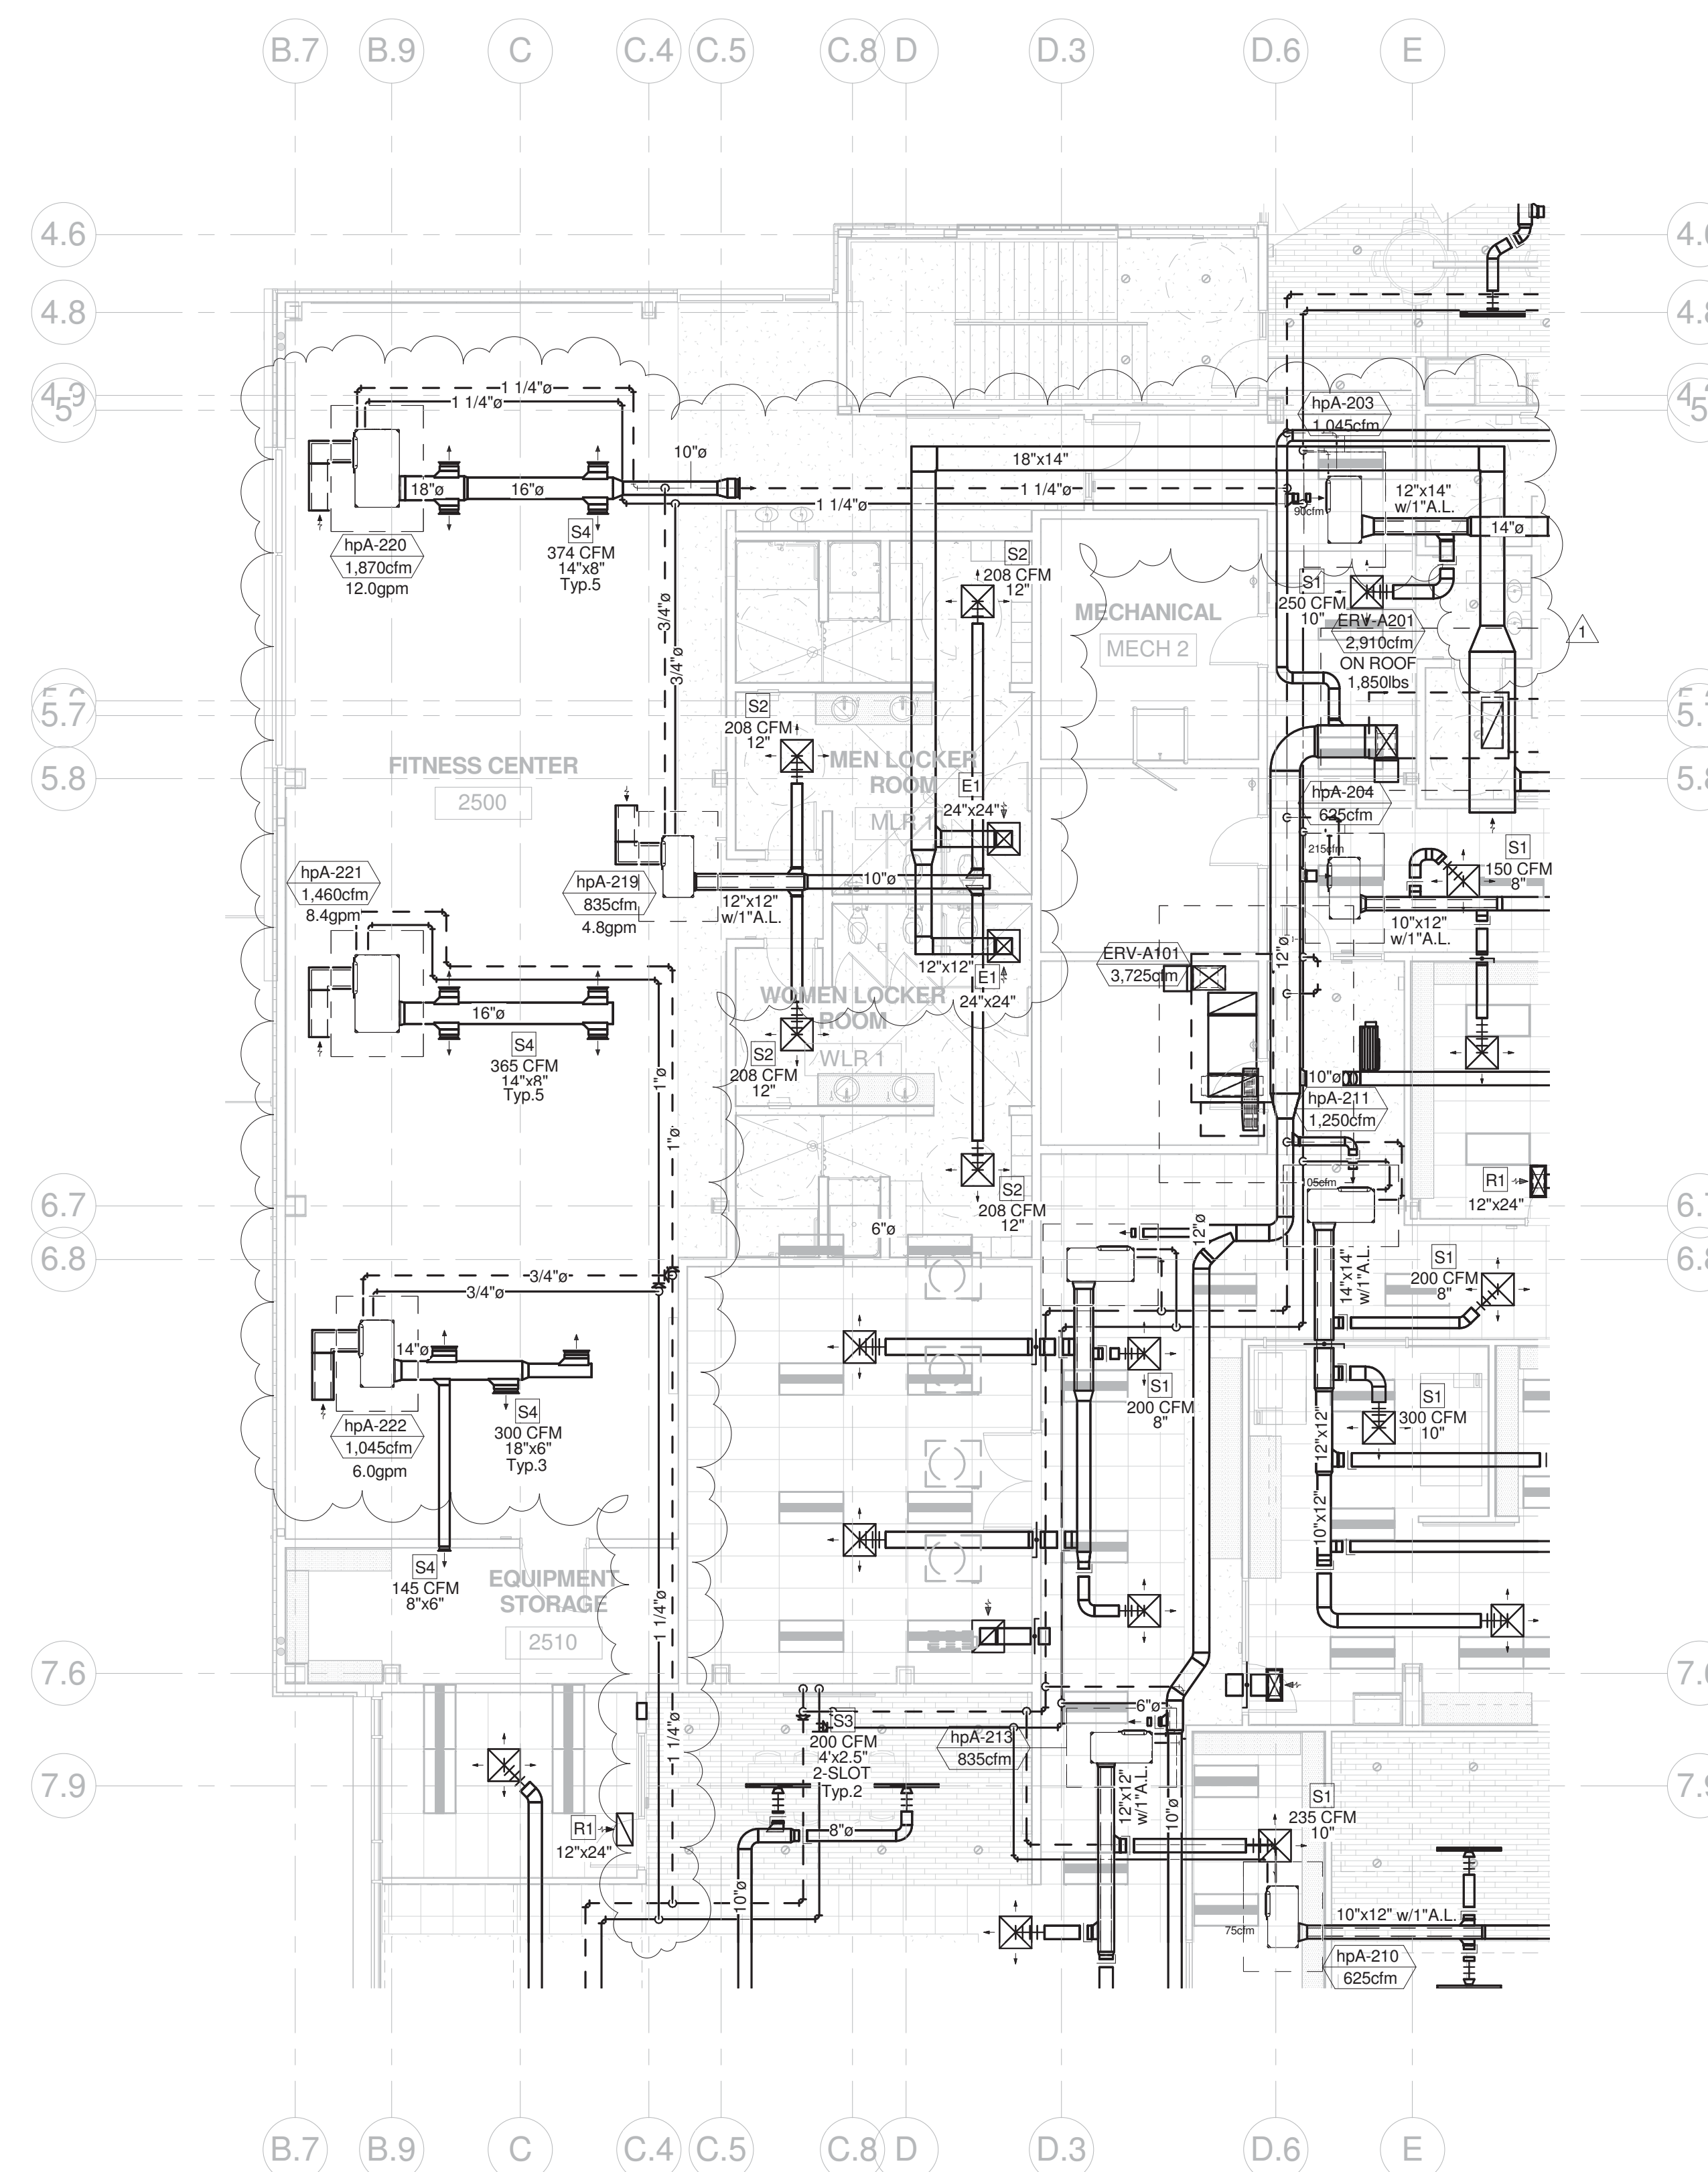 B.7
B.9
C
C.4
C.5
C.8
D
D.3
D.6
E
4.6
4.8
4.9
5
5.7
5.8
6.7
6.8
7.6
7.9
1 1/4"ø
1 1/4"ø
10"ø
18"ø
16"ø
hpA-220
1,870cfm
12.0gpm
S4
374 CFM
14"x8"
Typ.5
1 1/4"ø
1 1/4"ø
18"x14"
hpA-203
1,045cfm
90cfm
12"x14"
w/1"A.L.
14"ø
S1
250 CFM
10"
ERV-A201
2,910cfm
ON ROOF
1,850lbs
1
3/4"ø
3/4"ø
S2
208 CFM
12"
MECHANICAL
MECH 2
S2
208 CFM
12"
FITNESS CENTER
2500
MEN LOCKER
ROOM
MLR 1
E1
24"x24"
hpA-204
625cfm
215cfm
S1
150 CFM
8"
10"x12"
w/1"A.L.
hpA-221
1,460cfm
8.4gpm
hpA-219
835cfm
4.8gpm
12"x12"
w/1"A.L.
10"ø
12"x12"
E1
24"x24"
ERV-A101
3,725cfm
12"ø
16"ø
S4
365 CFM
14"x8"
Typ.5
WOMEN LOCKER
ROOM
WLR 1
S2
208 CFM
12"
1"ø
1"ø
10"ø
hpA-211
1,250cfm
05cfm
R1
12"x24"
S2
208 CFM
12"
6"ø
12"ø
14"x14"
w/1"A.L.
S1
200 CFM
8"
3/4"ø
3/4"ø
14"ø
hpA-222
1,045cfm
6.0gpm
S4
300 CFM
18"x6"
Typ.3
S1
200 CFM
8"
S1
300 CFM
10"
12"x12"
10"x12"
S4
145 CFM
8"x6"
EQUIPMENT
STORAGE
2510
1 1/4"ø
1 1/4"ø
S3
200 CFM
4'x2.5"
2-SLOT
Typ.2
8"ø
10"ø
R1
12"x24"
6"ø
hpA-213
835cfm
12"x12"
w/1"A.L.
10"ø
S1
235 CFM
10"
75cfm
10"x12" w/1"A.L.
hpA-210
625cfm
B.7
B.9
C
C.4
C.5
C.8
D
D.3
D.6
E